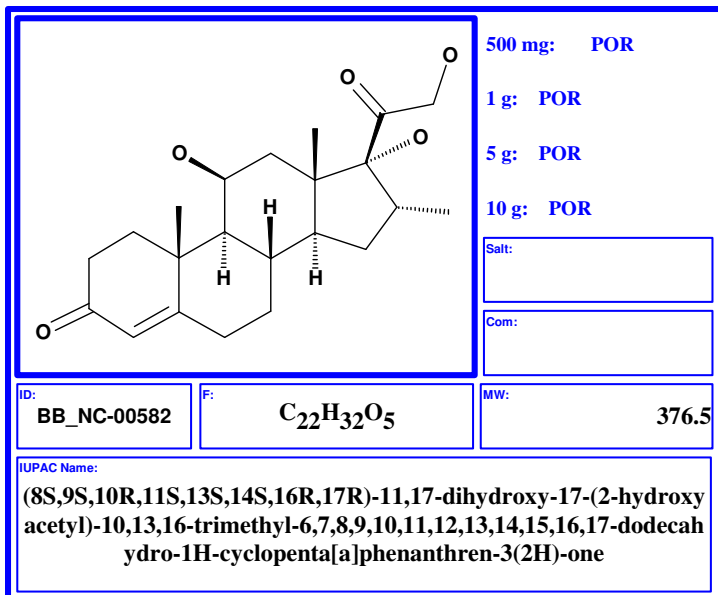 O
O
O
O
H
H
H
O
500 mg: POR
1 g: POR
5 g: POR
10 g: POR
Salt:
Com:
ID:
BB_NC-00582
F:
C22H32O5
MW:
376.5
IUPAC Name:
(8S,9S,10R,11S,13S,14S,16R,17R)-11,17-dihydroxy-17-(2-hydroxy
acetyl)-10,13,16-trimethyl-6,7,8,9,10,11,12,13,14,15,16,17-dodecah
ydro-1H-cyclopenta[a]phenanthren-3(2H)-one